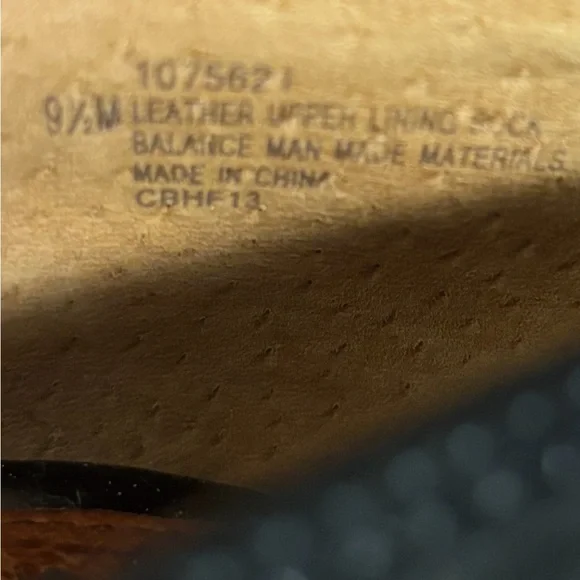 1075621
9½M LEATHER UPPER LINING SOCK
BALANCE MAN MADE MATERIALS
MADE IN CHINA
CBHF13